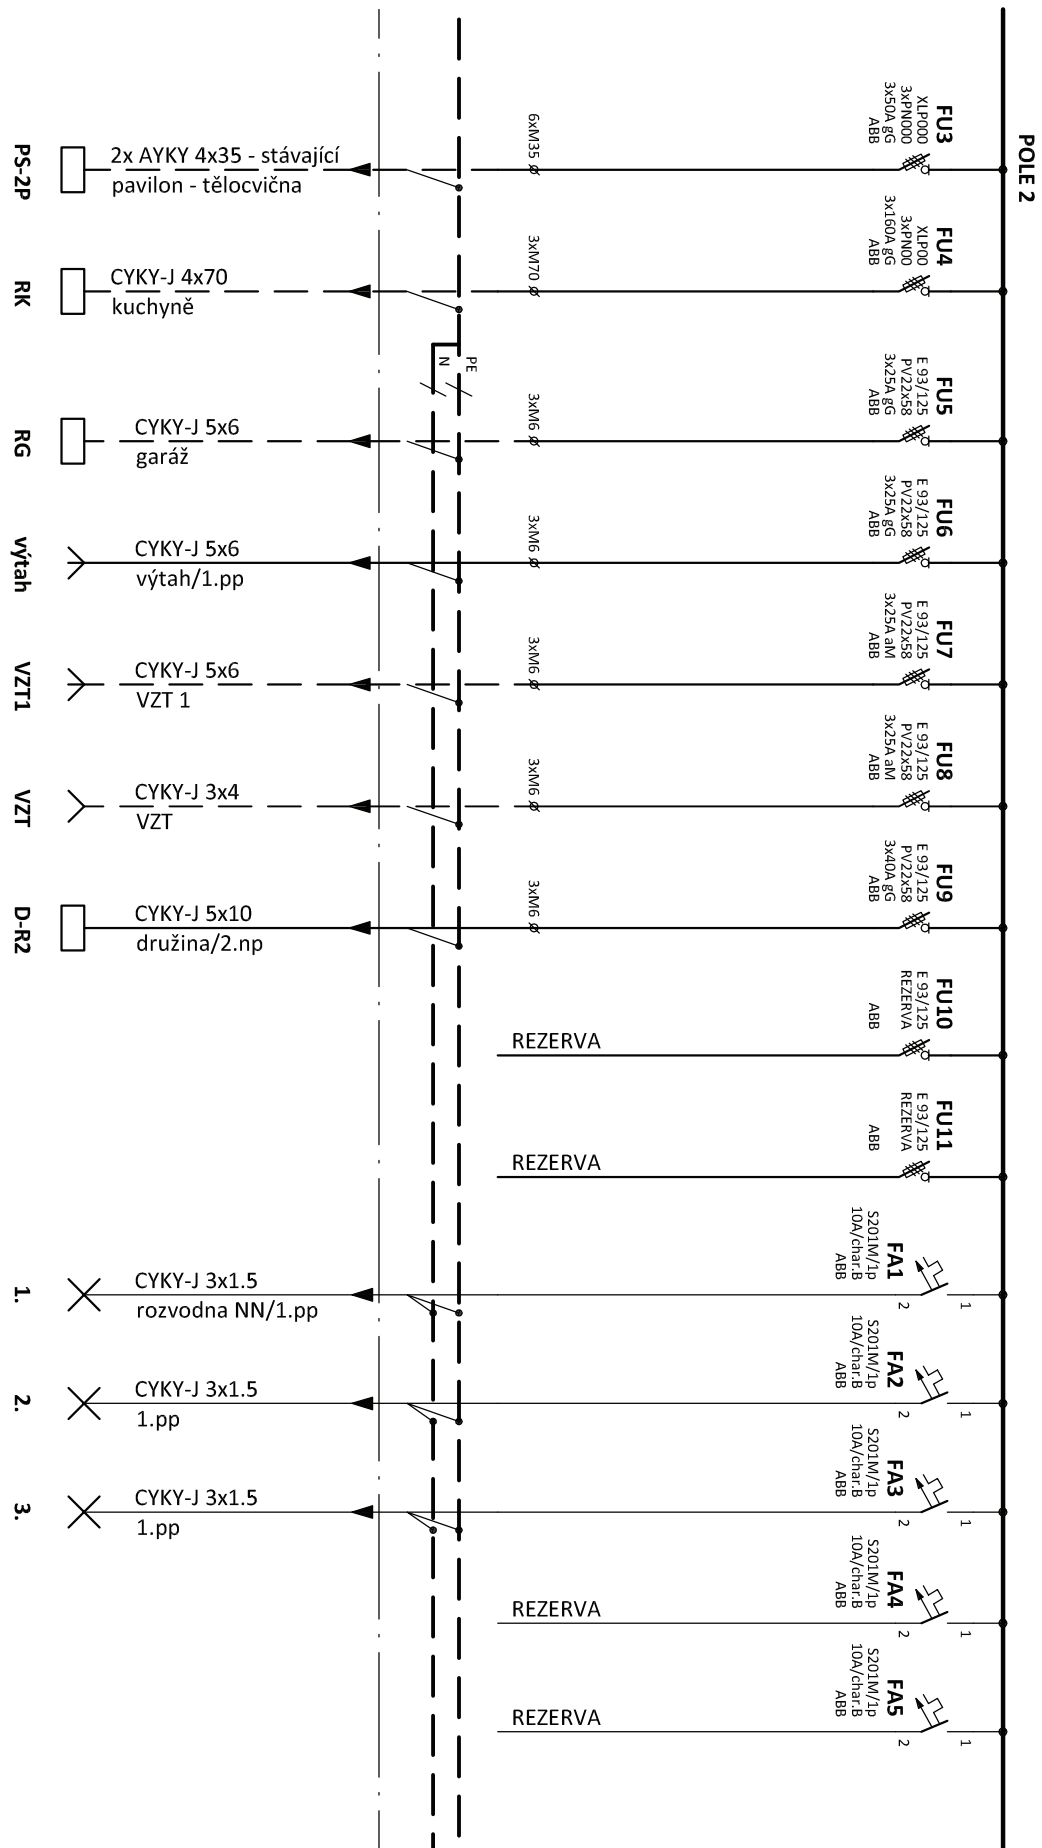 POLE 2
FU3
XLP000
3xPN000
3x50A gG
ABB
6xM35
2x AYKY 4x35 - stávající
pavilon - tělocvična
PS-2P
FU4
XLP00
3xPN00
3x160A gG
ABB
3xM70
CYKY-J 4x70
kuchyně
RK
PE
N
FU5
E 93/125
PV22x58
3x25A gG
ABB
3xM6
CYKY-J 5x6
garáž
RG
FU6
E 93/125
PV22x58
3x25A gG
ABB
3xM6
CYKY-J 5x6
výtah/1.pp
výtah
FU7
E 93/125
PV22x58
3x25A aM
ABB
3xM6
CYKY-J 5x6
VZT 1
VZT1
FU8
E 93/125
PV22x58
3x25A aM
ABB
3xM6
CYKY-J 3x4
VZT
VZT
FU9
E 93/125
PV22x58
3x40A gG
ABB
3xM6
CYKY-J 5x10
družina/2.np
D-R2
FU10
E 93/125
REZERVA
ABB
REZERVA
FU11
E 93/125
REZERVA
ABB
REZERVA
FA1
S201M/1p
10A/char.B
ABB
1
2
CYKY-J 3x1.5
rozvodna NN/1.pp
1.
FA2
S201M/1p
10A/char.B
ABB
1
2
CYKY-J 3x1.5
1.pp
2.
FA3
S201M/1p
10A/char.B
ABB
1
2
CYKY-J 3x1.5
1.pp
3.
FA4
S201M/1p
10A/char.B
ABB
1
2
REZERVA
FA5
S201M/1p
10A/char.B
ABB
1
2
REZERVA